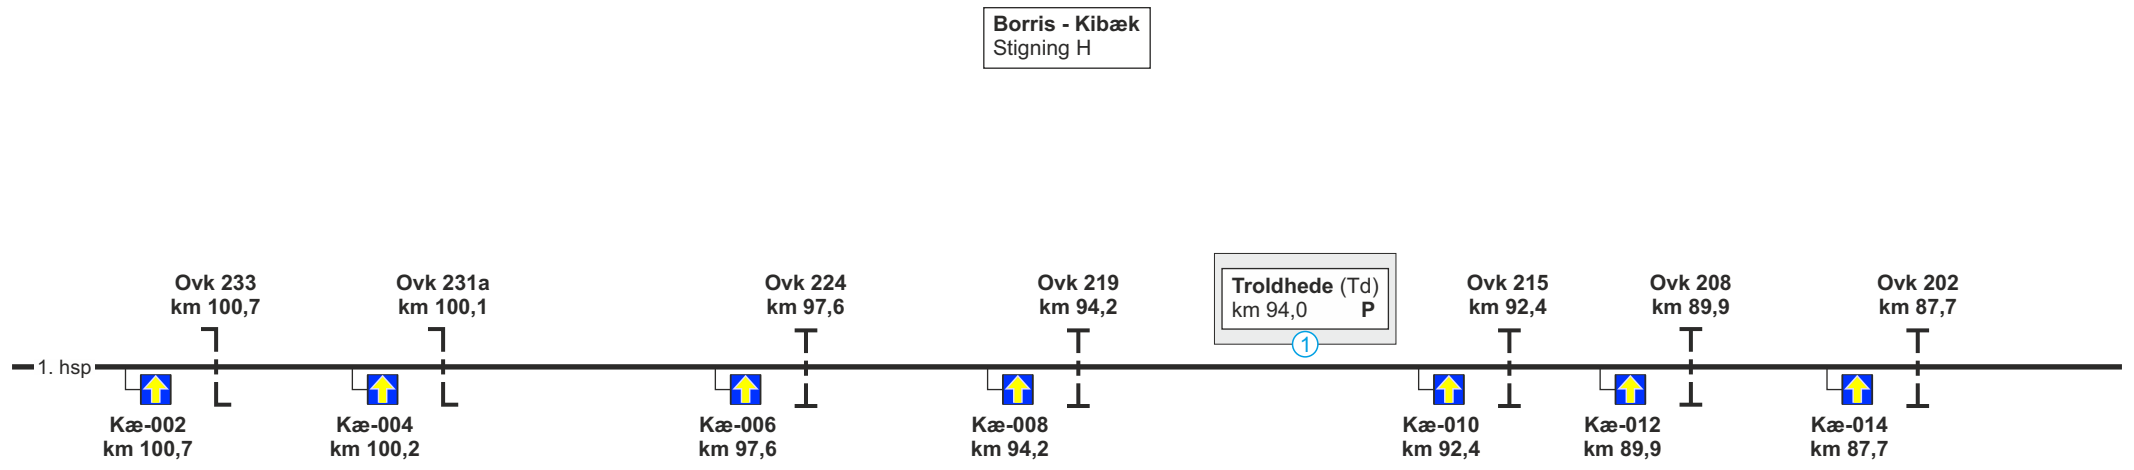 Borris - Kibæk
Stigning H
Ovk 233
km 100,7
Ovk 231a
km 100,1
Ovk 224
km 97,6
Ovk 219
km 94,2
Troldhede (Td)
km 94,0 P
1
Ovk 215
km 92,4
Ovk 208
km 89,9
Ovk 202
km 87,7
1. hsp
Kæ-002
km 100,7
Kæ-004
km 100,2
Kæ-006
km 97,6
Kæ-008
km 94,2
Kæ-010
km 92,4
Kæ-012
km 89,9
Kæ-014
km 87,7